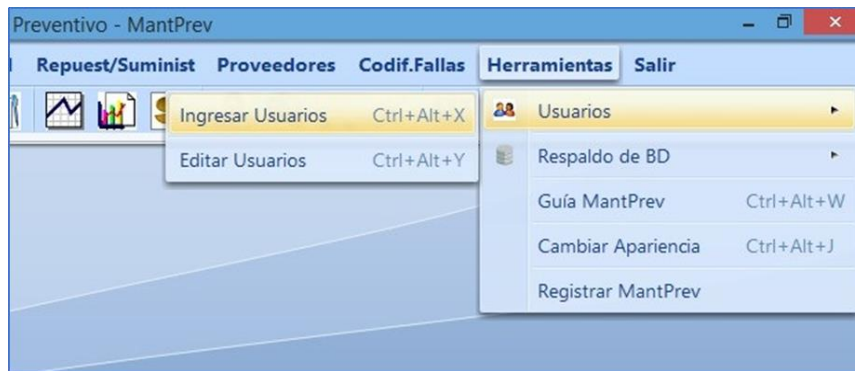 Preventivo - MantPrev
Repuest/Suminist Proveedores Codif.Fallas Herramientas Salir
Ingresar Usuarios Ctrl+Alt+X
Editar Usuarios Ctrl+Alt+Y
Usuarios
Respaldo de BD
Guía MantPrev Ctrl+Alt+W
Cambiar Apariencia Ctrl+Alt+J
Registrar MantPrev